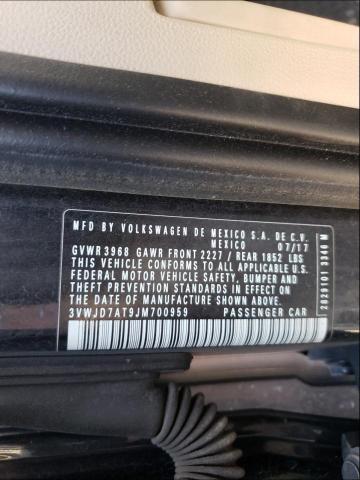 MFD BY VOLKSWAGEN DE MEXICO S.A. DE C.V.
MEXICO 07/17
GVWR 3968 GAWR FRONT 2227 / REAR 1852 LBS
THIS VEHICLE CONFORMS TO ALL APPLICABLE U.S.
FEDERAL MOTOR VEHICLE SAFETY, BUMPER AND
THEFT PREVENTION STANDARDS IN EFFECT ON THE
DATE OF MANUFACTURE SHOWN ABOVE
3VWJD7AT9JM700959 PASSENGER CAR